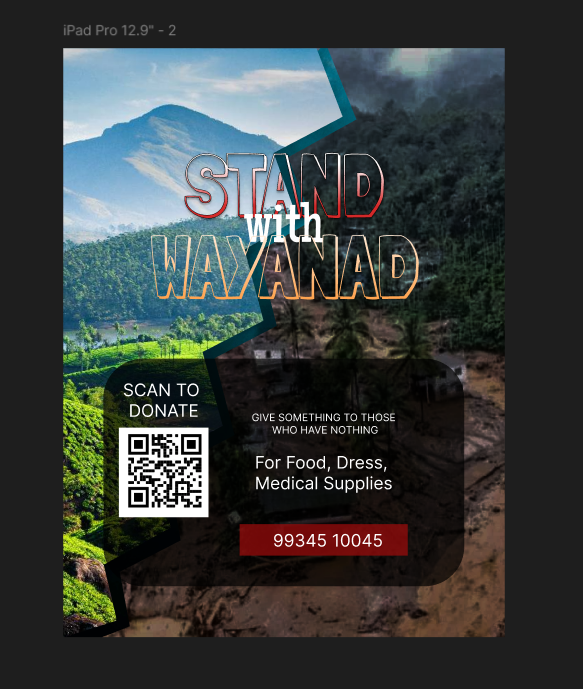 iPad Pro 12.9" - 2
STAND
with
WAYANAD
SCAN TO
DONATE
GIVE SOMETHING TO THOSE
WHO HAVE NOTHING
For Food, Dress,
Medical Supplies
99345 10045